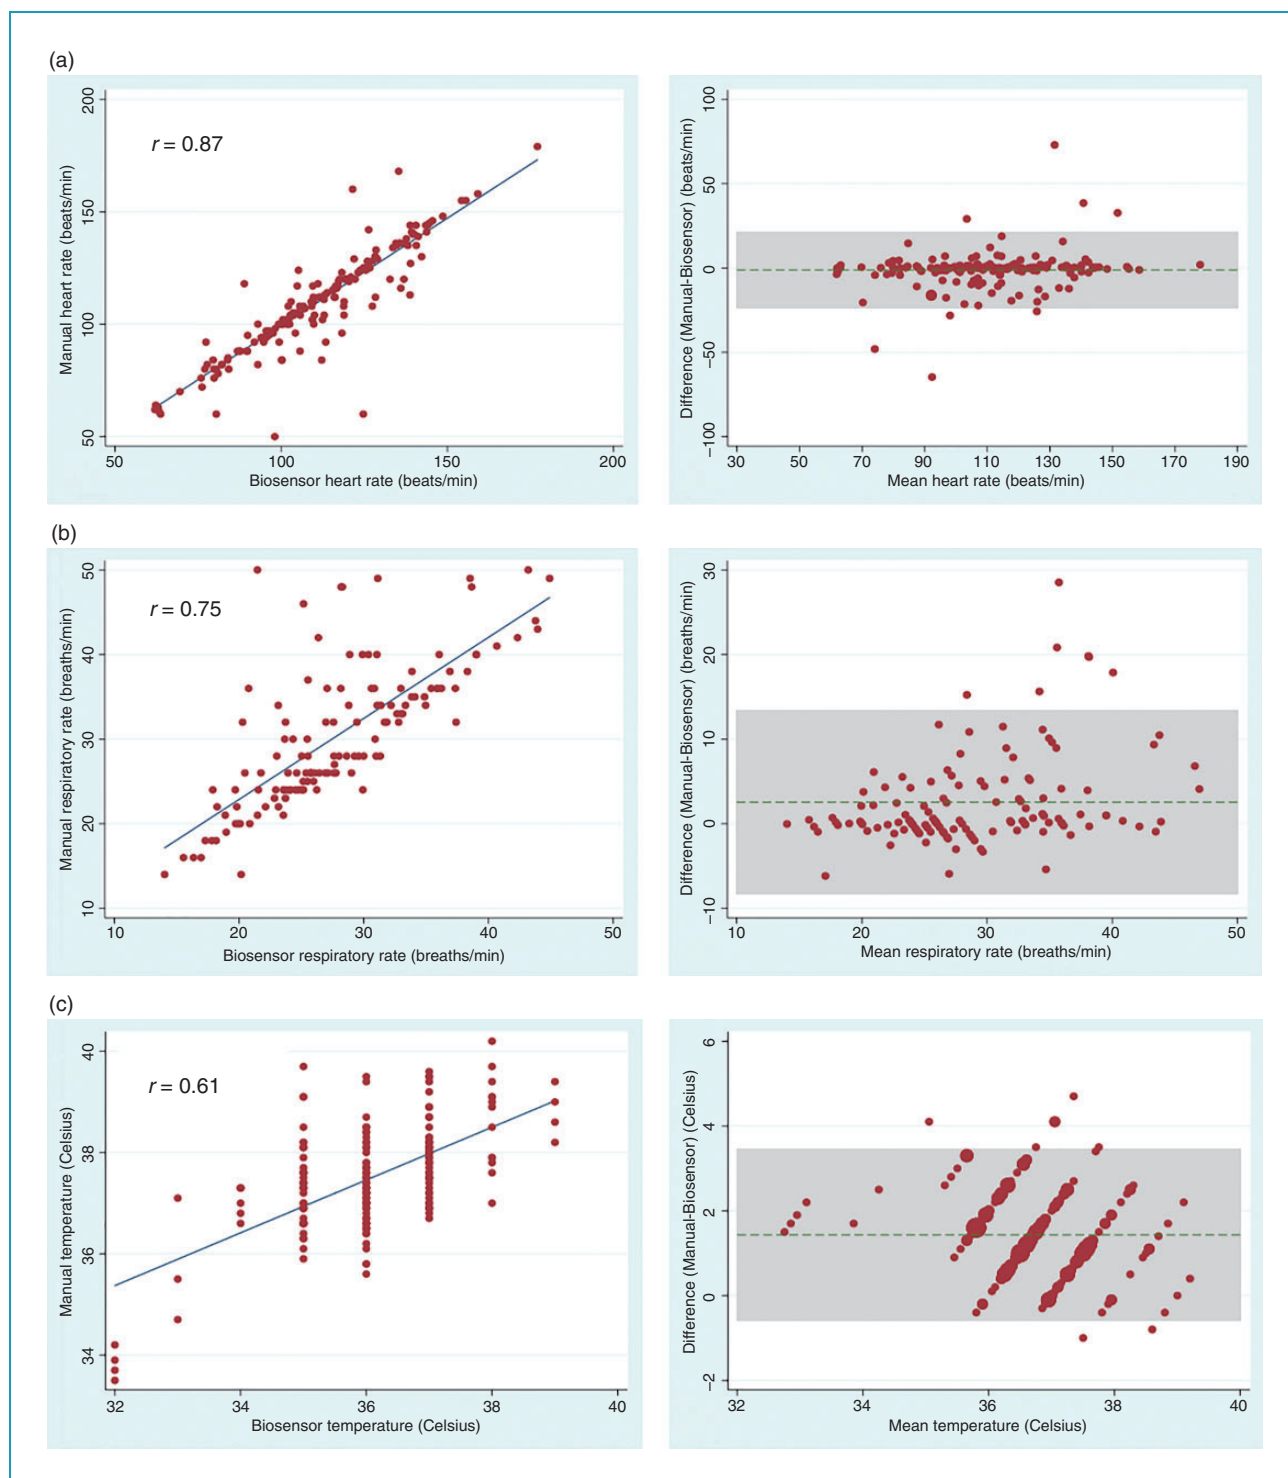 (a)
r = 0.87
Manual heart rate (beats/min)
200
150
100
50
50 100 150 200
Biosensor heart rate (beats/min)
Difference (Manual-Biosensor) (beats/min)
100
50
0
−50
−100
30 50 70 90 110 130 150 170 190
Mean heart rate (beats/min)
(b)
r = 0.75
Manual respiratory rate (breaths/min)
50
40
30
20
10
10 20 30 40 50
Biosensor respiratory rate (breaths/min)
Difference (Manual-Biosensor) (breaths/min)
30
20
10
0
−10
10 20 30 40 50
Mean respiratory rate (breaths/min)
(c)
r = 0.61
Manual temperature (Celsius)
40
38
36
34
32 34 36 38 40
Biosensor temperature (Celsius)
Difference (Manual-Biosensor) (Celsius)
6
4
2
0
−2
32 34 36 38 40
Mean temperature (Celsius)